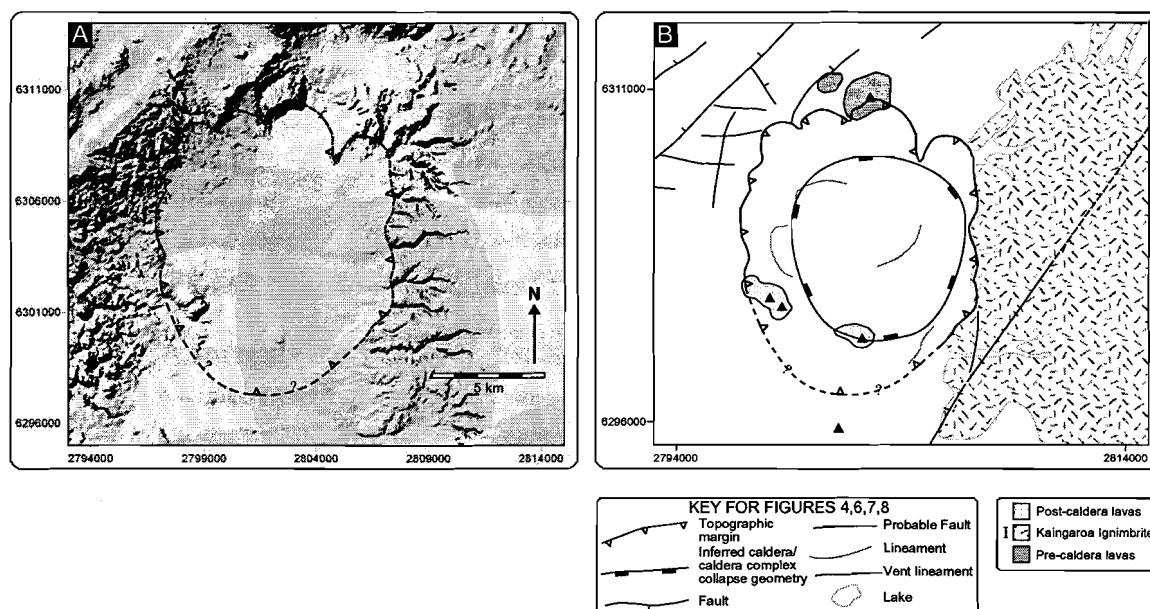 A
B
6311000
6306000
6301000
6296000
?
?
N
5 km
2794000
2799000
2804000
2808000
2814000
6311000
6296000
?
?
2794000
2814000
KEY FOR FIGURES 4,6,7,8
Topographic
margin
Inferred caldera/
caldera complex
collapse geometry
Fault
Probable Fault
Lineament
Vent lineament
Lake
Post-caldera lavas
I Kaingaroa Ignimbrite
Pre-caldera lavas